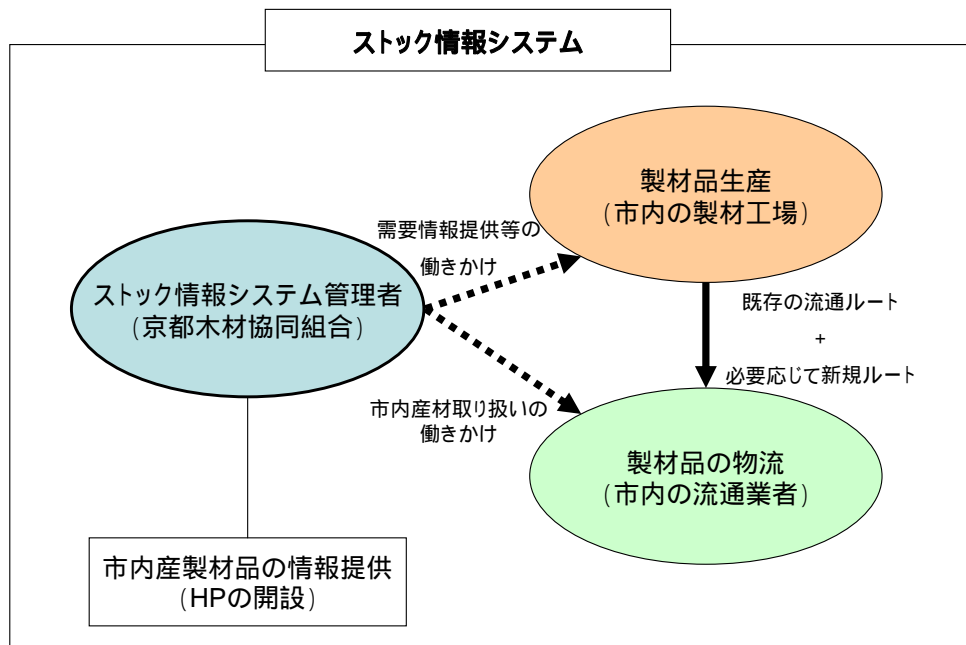 ストック情報システム
製材品生産
(市内の製材工場)
需要情報提供等の
働きかけ
ストック情報システム管理者
(京都木材協同組合)
既存の流通ルート
+
必要応じて新規ルート
市内産材取り扱いの
働きかけ
製材品の物流
(市内の流通業者)
市内産製材品の情報提供
(HPの開設)